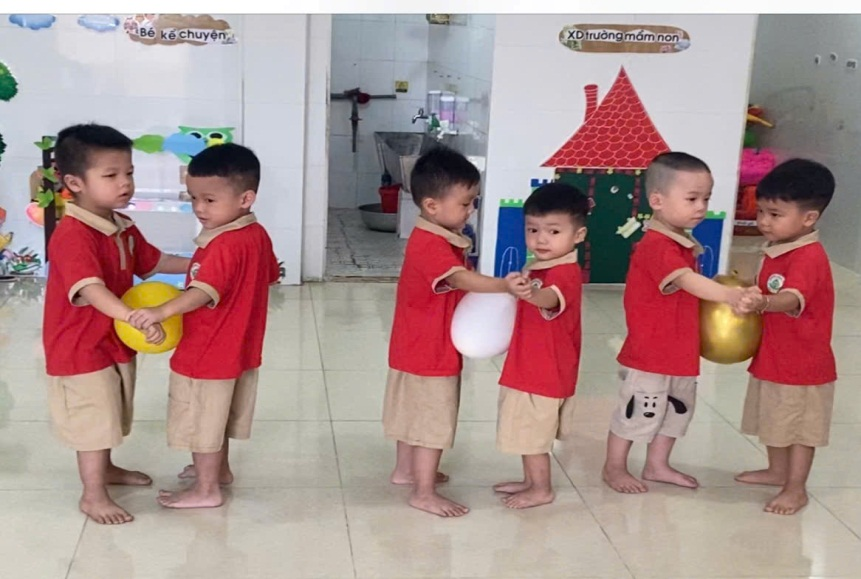 Bé kể chuyện
XD trường mầm non